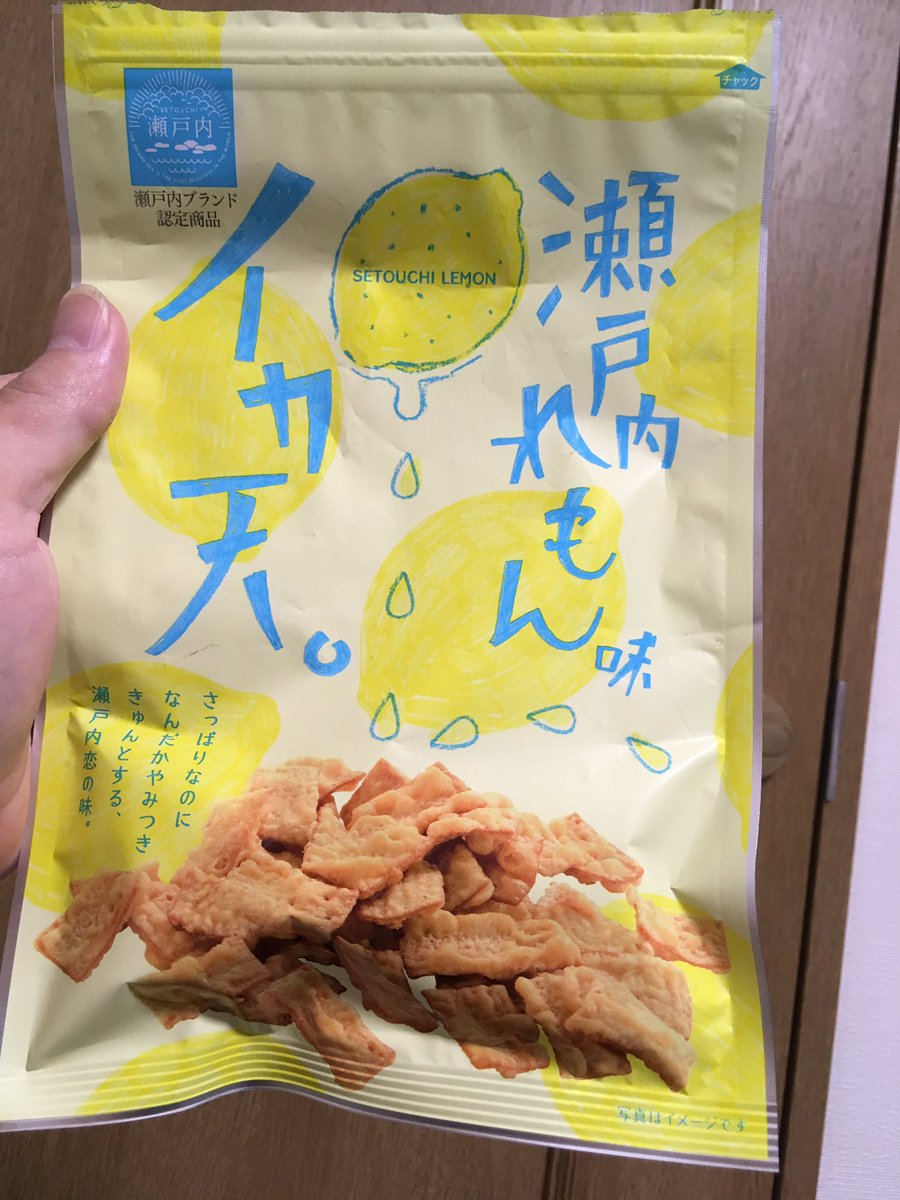 チャック
SETOUCHI
瀬戸内
瀬戸内ブランド
認定商品
瀬戸内
れもん
味
SETOUCHI LEMON
イカ天。
さっぱりなのに
なんだかやみつき
きゅんとする、
瀬戸内恋の味。
写真はイメージです